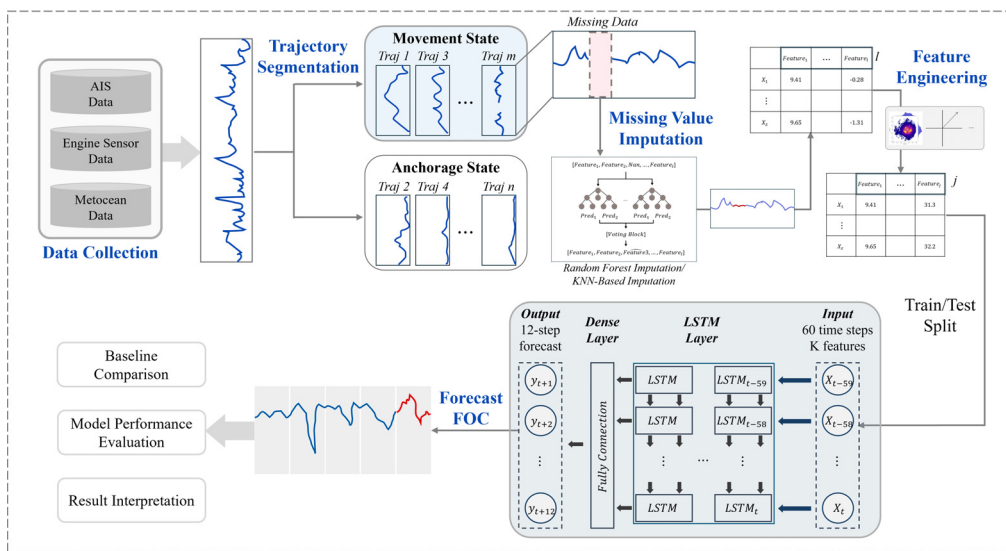 AIS
Data
Engine Sensor
Data
Metocean
Data
Data Collection
Trajectory
Segmentation
Movement State
Traj 1
Traj 3
...
Traj m
Anchorage State
Traj 2
Traj 4
...
Traj n
Missing Data
Missing Value
Imputation
[Feature₁, Feature₂, Nan, ..., Featureₗ]
...
Pred₁
Pred₂
Pred₁
Pred₂
[Voting Block]
[Feature₁, Feature₂, Feature3, ..., Featureₗ]
Random Forest Imputation/
KNN-Based Imputation
l
Feature₁ ... Featureₗ
X₁ 9.41 -0.28
⋮
9.65 -1.31
Feature
Engineering
...
j
Feature₁ ... Featureⱼ
X₁ 9.41 31.3
⋮
9.65 32.2
Train/Test
Split
Input
60 time steps
K features
Xₜ₋₅₉
Xₜ₋₅₈
⋮
Xₜ
LSTM
Layer
LSTM LSTMₜ₋₅₉
LSTM LSTMₜ₋₅₈
⋮ ... ⋮
LSTM LSTMₜ
Dense
Layer
Fully Connection
Output
12-step
forecast
yₜ₊₁
yₜ₊₂
⋮
yₜ₊₁₂
Forecast
FOC
Baseline
Comparison
Model Performance
Evaluation
Result Interpretation